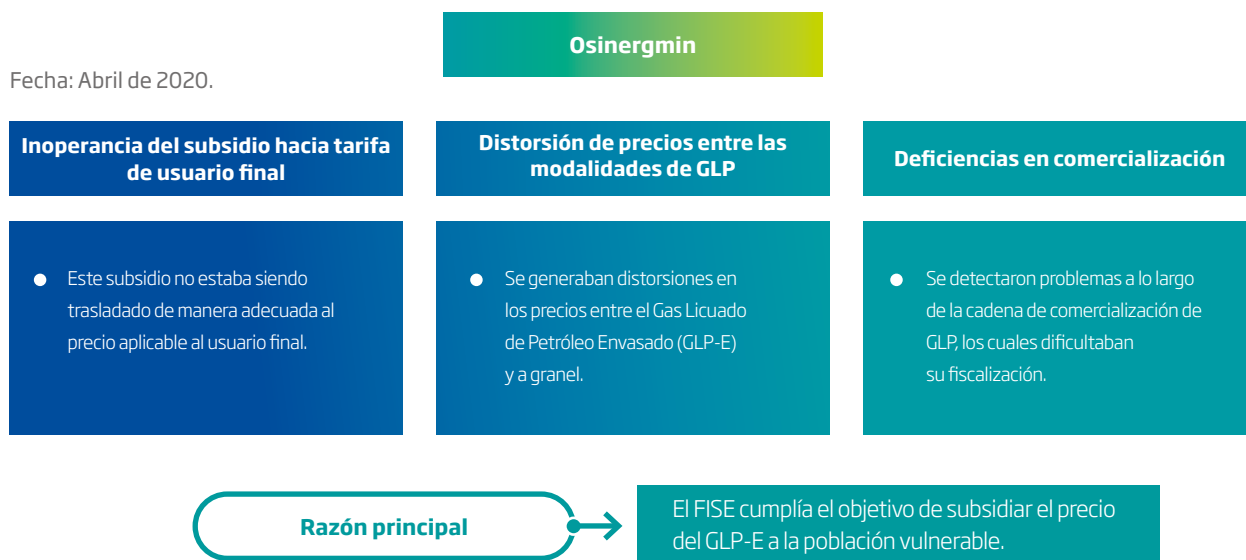 Osinergmin
Fecha: Abril de 2020.
Inoperancia del subsidio hacia tarifa
de usuario final
Distorsión de precios entre las
modalidades de GLP
Deficiencias en comercialización
Este subsidio no estaba siendo
trasladado de manera adecuada al
precio aplicable al usuario final.
Se generaban distorsiones en
los precios entre el Gas Licuado
de Petróleo Envasado (GLP-E)
y a granel.
Se detectaron problemas a lo largo
de la cadena de comercialización de
GLP, los cuales dificultaban
su fiscalización.
Razón principal
El FISE cumplía el objetivo de subsidiar el precio
del GLP-E a la población vulnerable.